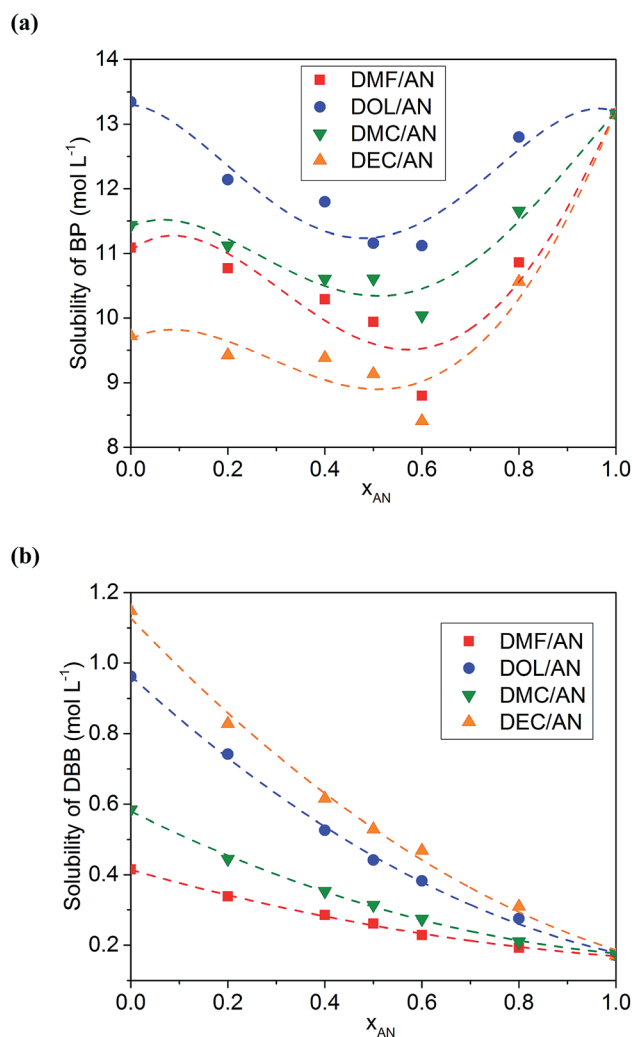 (a)
Solubility of BP (mol L⁻¹)
14
13
12
11
10
9
8
DMF/AN
DOL/AN
DMC/AN
DEC/AN
0.0 0.2 0.4 0.6 0.8 1.0
xAN
(b)
Solubility of DBB (mol L⁻¹)
1.2
1.0
0.8
0.6
0.4
0.2
DMF/AN
DOL/AN
DMC/AN
DEC/AN
0.0 0.2 0.4 0.6 0.8 1.0
xAN